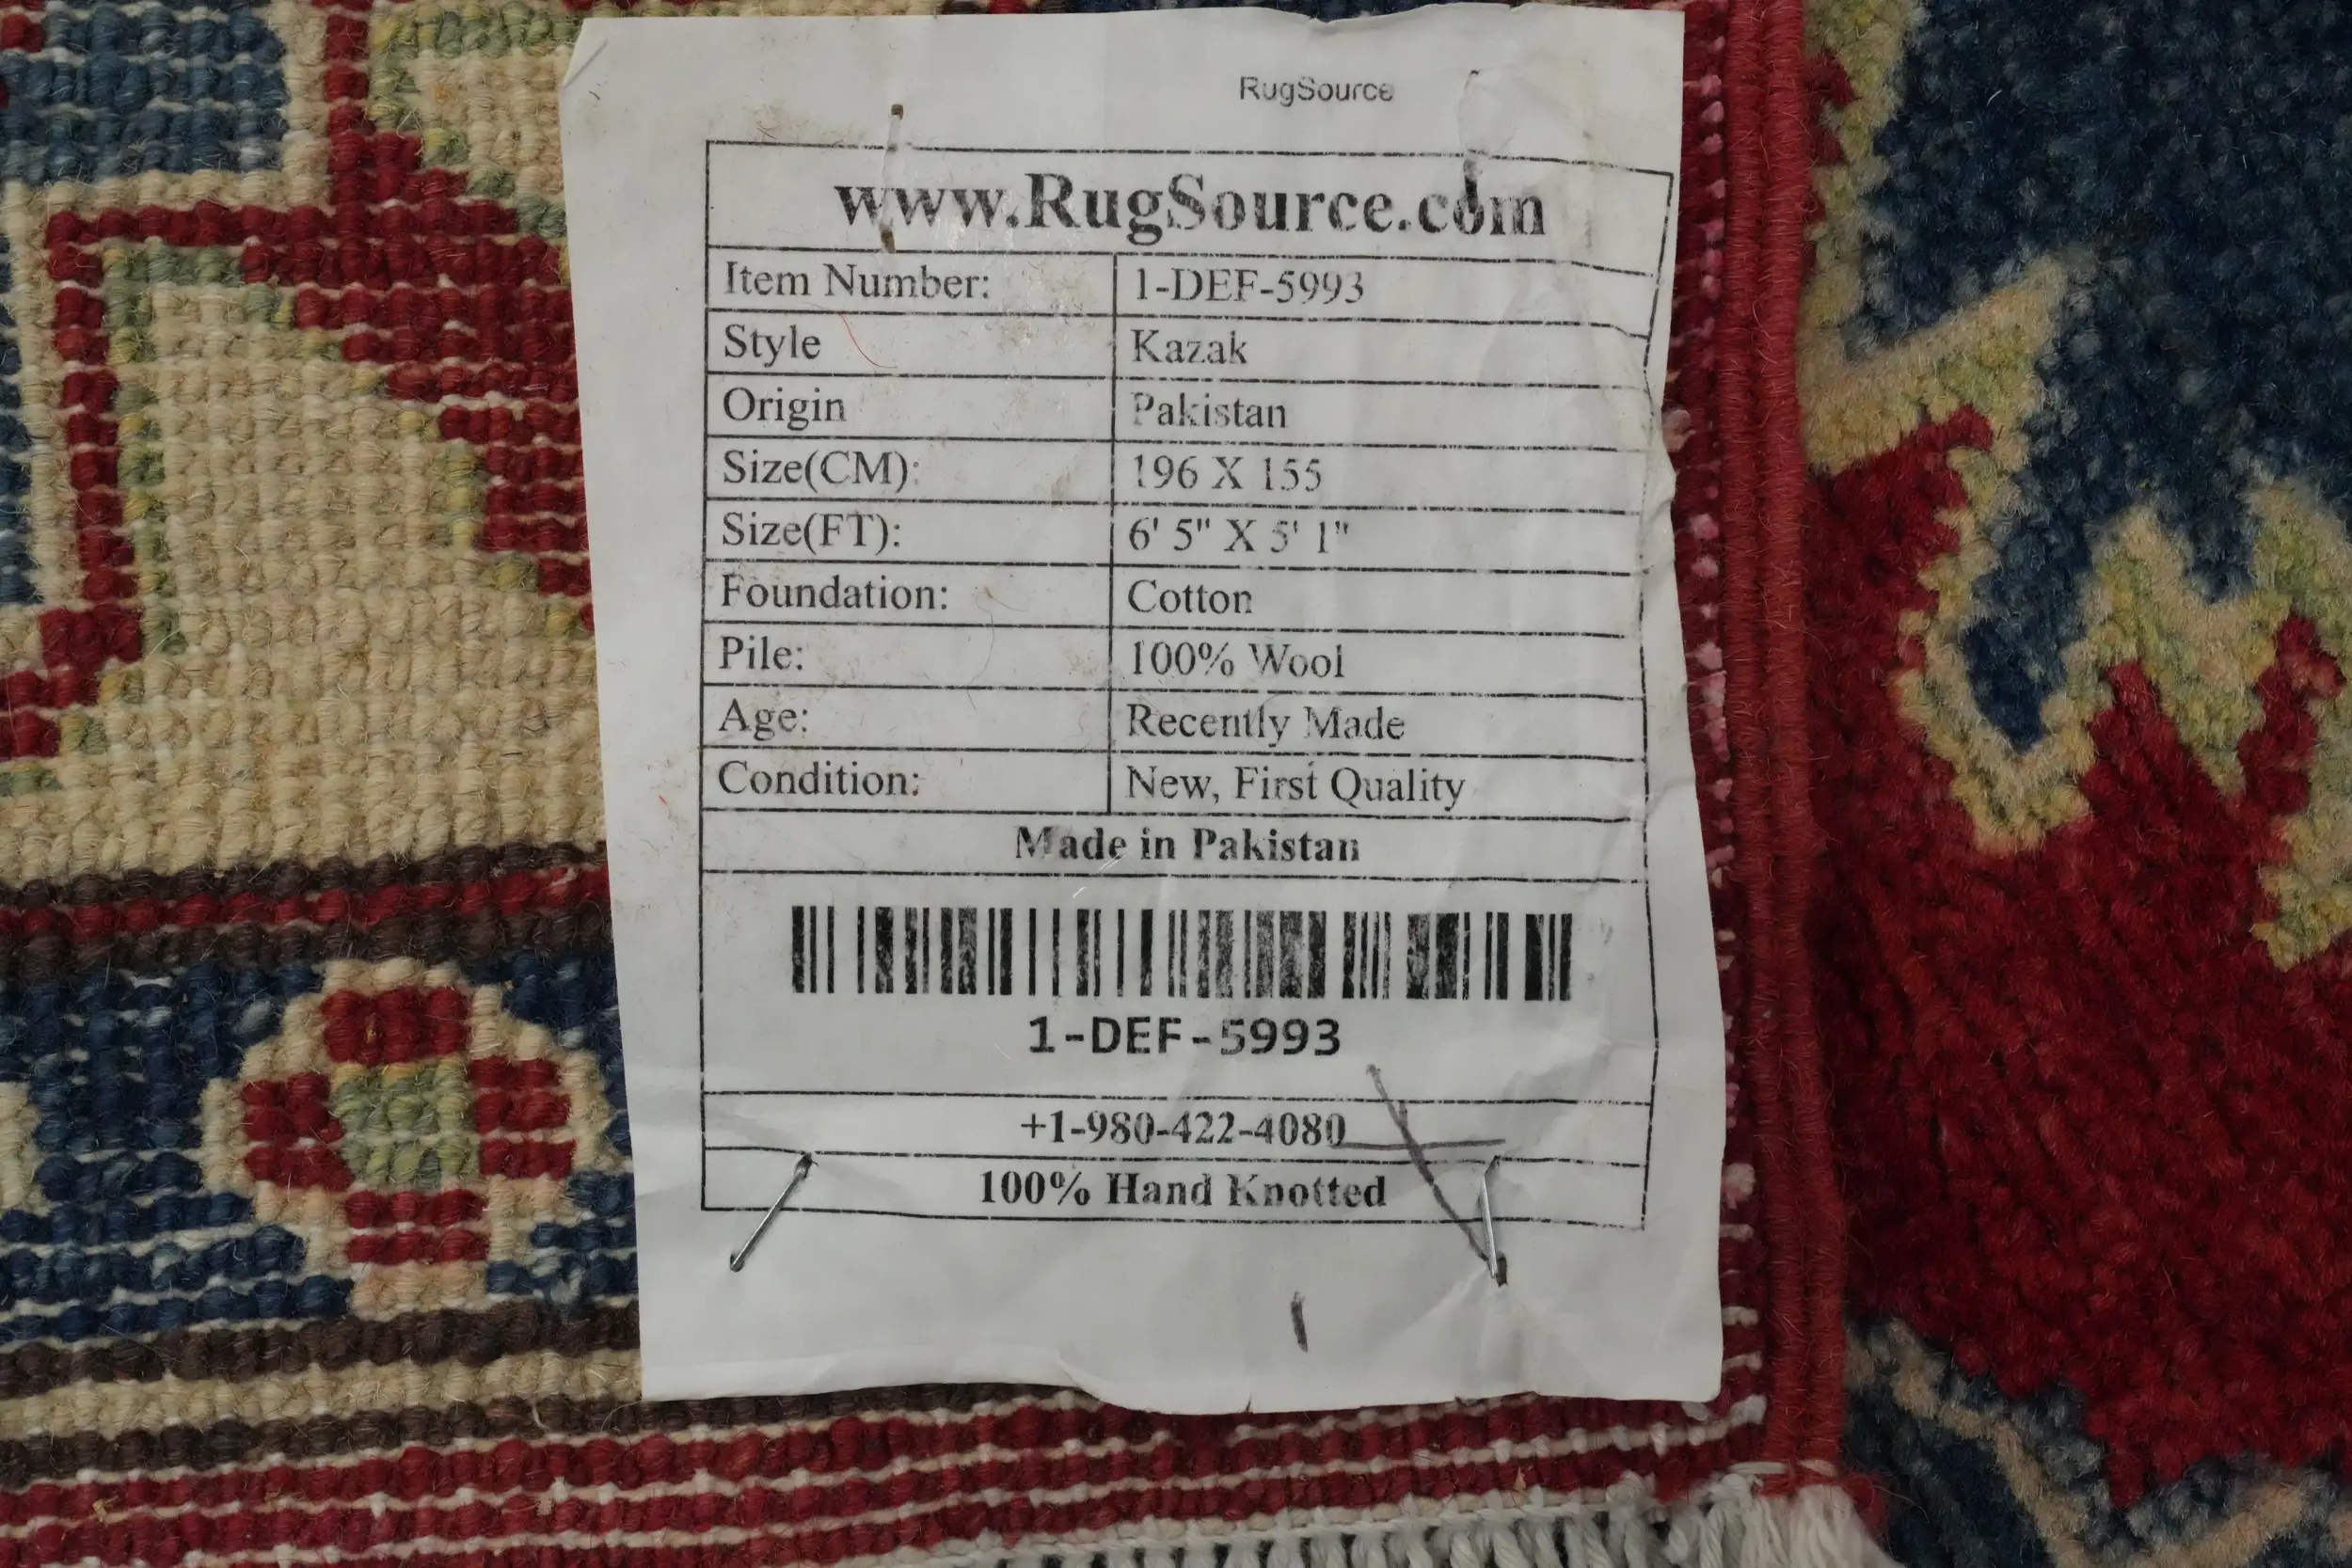 RugSource
www.RugSource.com
Item Number: 1-DEF-5993
Style Kazak
Origin Pakistan
Size(CM): 196 X 155
Size(FT): 6' 5" X 5' 1"
Foundation: Cotton
Pile: 100% Wool
Age: Recently Made
Condition: New, First Quality
Made in Pakistan
1-DEF-5993
+1-980-422-4080
100% Hand Knotted